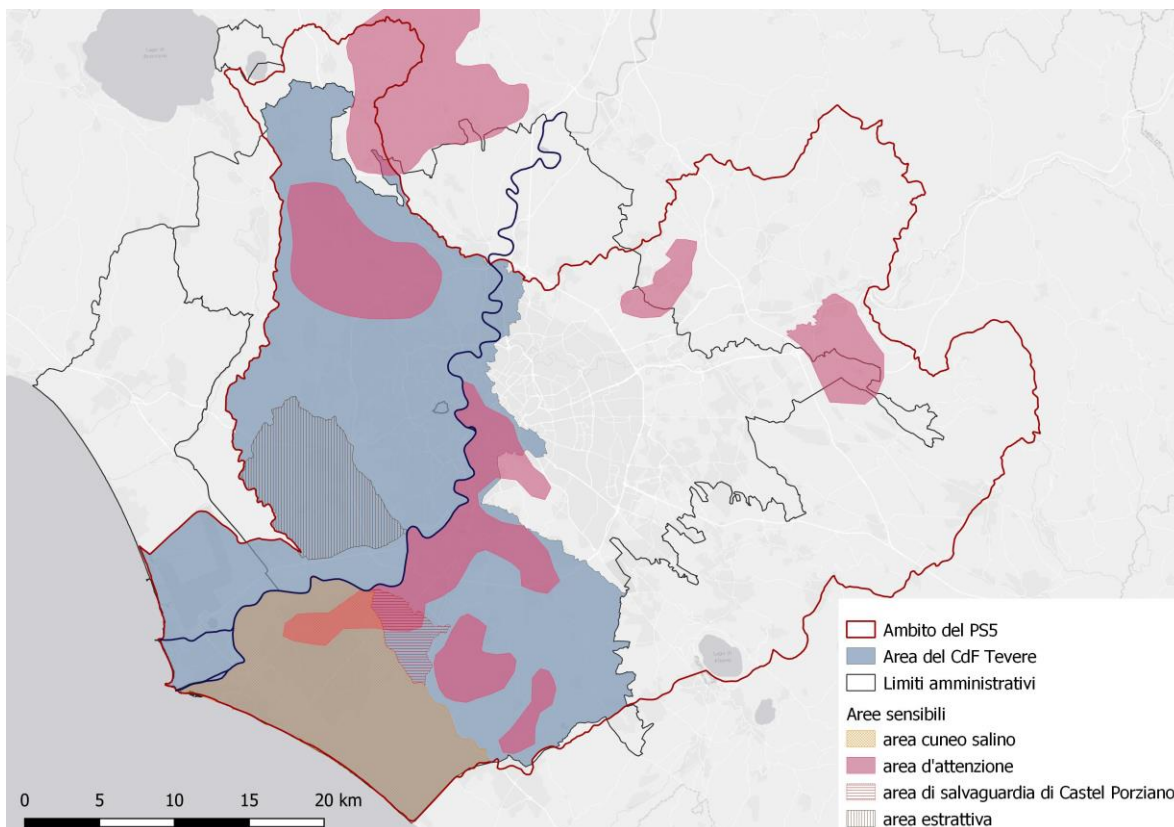 Ambito del PS5
Area del CdF Tevere
Limiti amministrativi
Aree sensibili
area cuneo salino
area d'attenzione
area di salvaguardia di Castel Porziano
area estrattiva
0 5 10 15 20 km